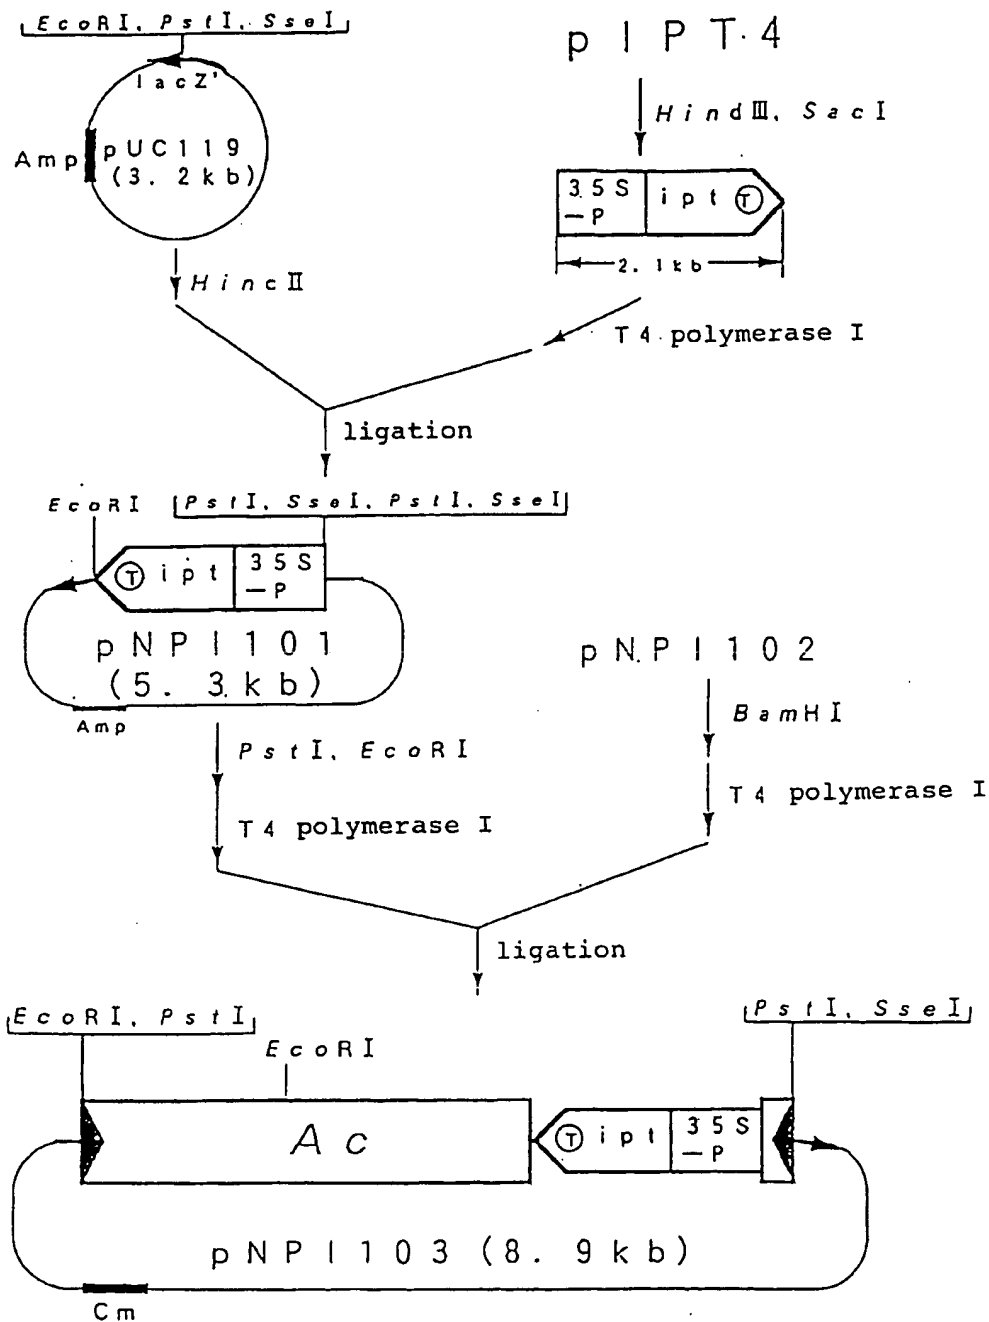 EcoRI, PstI, SseI
lacZ'
Amp
pUC119
(3.2kb)
HincII
pIPT4
HindIII, SacI
35S
-P
ipt
T
2.1kb
T4 polymerase I
ligation
EcoRI
PstI, SseI, PstI, SseI
T
ipt
35S
-P
pNPI101
(5.3kb)
Amp
PstI, EcoRI
T4 polymerase I
pNPI102
BamHI
T4 polymerase I
ligation
EcoRI, PstI
EcoRI
PstI, SseI
Ac
T
ipt
35S
-P
pNPI103 (8.9kb)
Cm